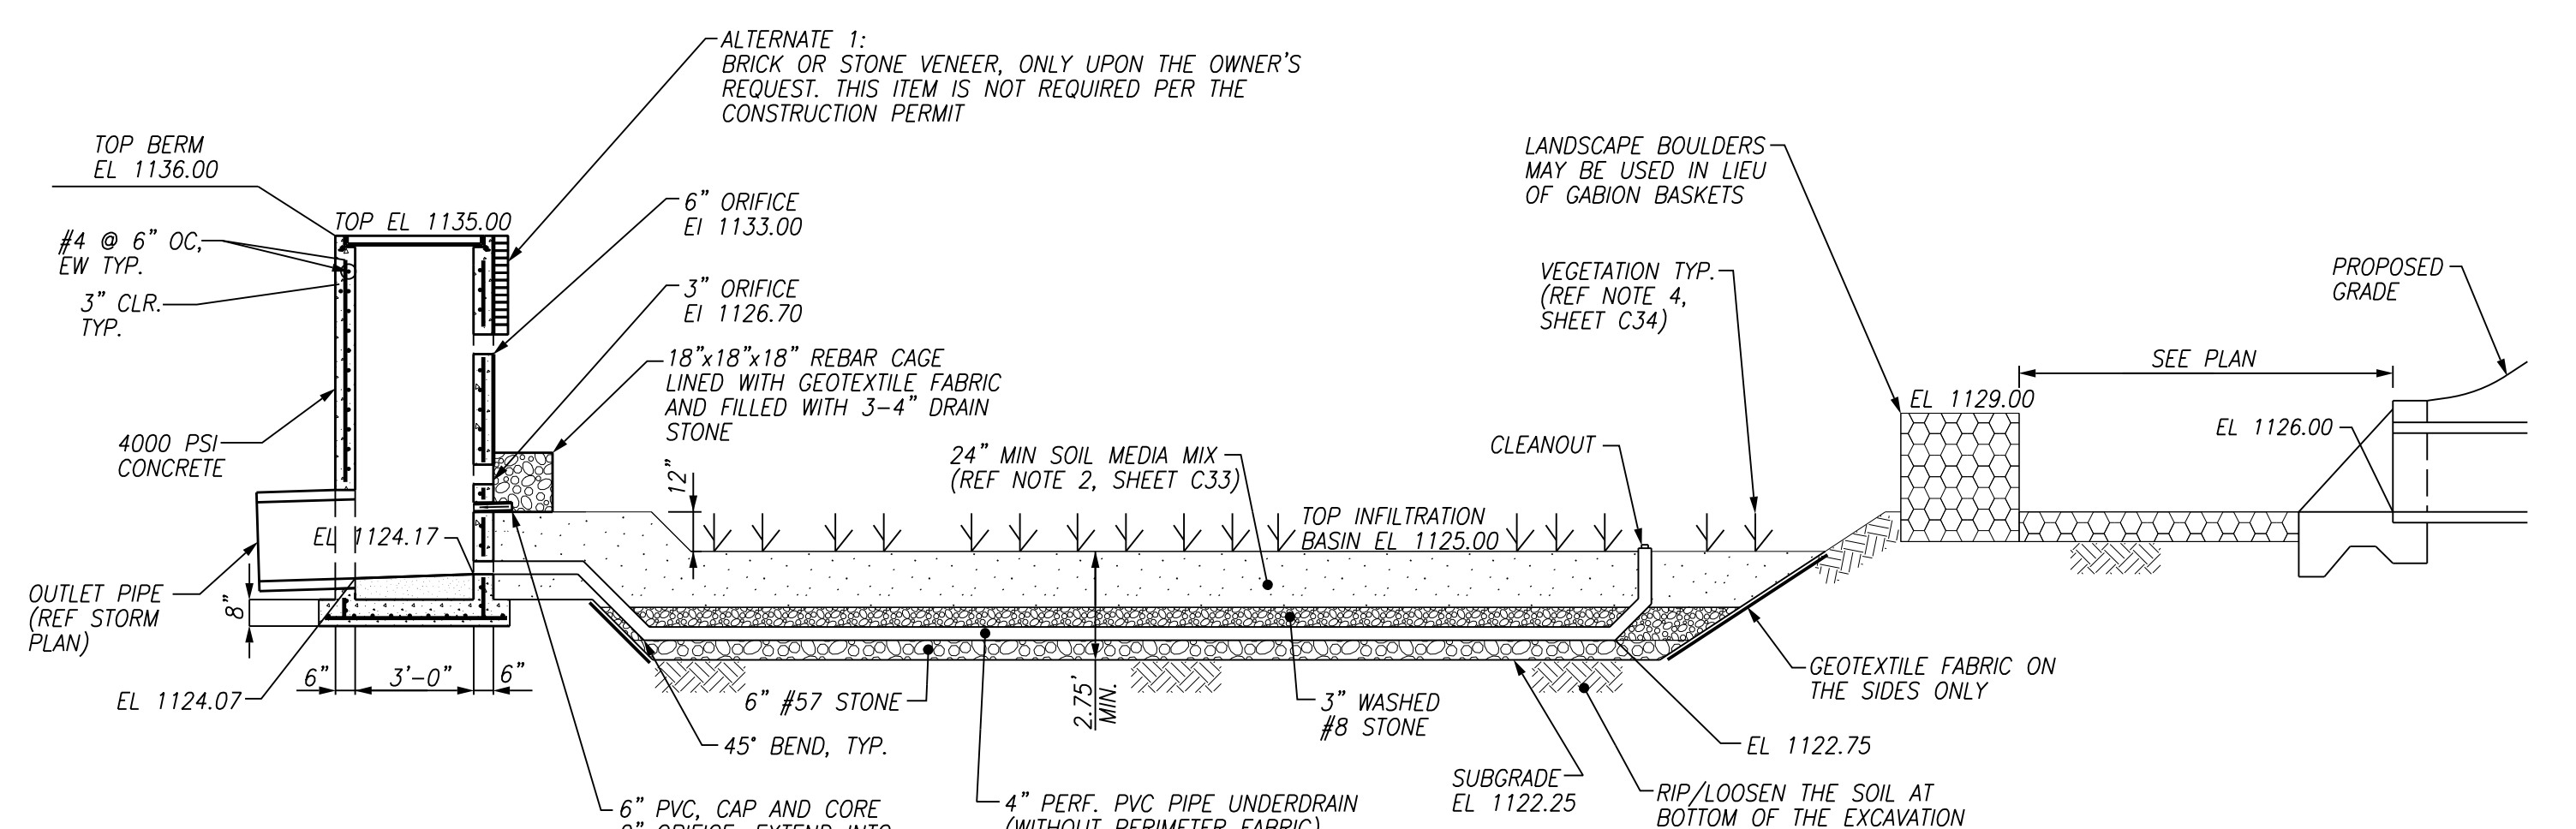 ALTERNATE 1:
BRICK OR STONE VENEER, ONLY UPON THE OWNER'S
REQUEST. THIS ITEM IS NOT REQUIRED PER THE
CONSTRUCTION PERMIT
TOP BERM
EL 1136.00
TOP EL 1135.00
#4 @ 6" OC,
EW TYP.
3" CLR.
TYP.
4000 PSI
CONCRETE
6" ORIFICE
El 1133.00
3" ORIFICE
El 1126.70
18"x18"x18" REBAR CAGE
LINED WITH GEOTEXTILE FABRIC
AND FILLED WITH 3-4" DRAIN
STONE
12"
24" MIN SOIL MEDIA MIX
(REF NOTE 2, SHEET C33)
TOP INFILTRATION
BASIN EL 1125.00
CLEANOUT
VEGETATION TYP.
(REF NOTE 4,
SHEET C34)
LANDSCAPE BOULDERS
MAY BE USED IN LIEU
OF GABION BASKETS
EL 1129.00
SEE PLAN
PROPOSED
GRADE
EL 1126.00
EL 1124.17
OUTLET PIPE
(REF STORM
PLAN)
8"
6"
3'-0"
6"
EL 1124.07
45° BEND, TYP.
6" #57 STONE
2.75'
MIN.
3" WASHED
#8 STONE
GEOTEXTILE FABRIC ON
THE SIDES ONLY
EL 1122.75
SUBGRADE
EL 1122.25
RIP/LOOSEN THE SOIL AT
BOTTOM OF THE EXCAVATION
6" PVC, CAP AND CORE
ORIFICE, EXTEND INTO
4" PERF. PVC PIPE UNDERDRAIN
(WITHOUT PERIMETER FABRIC)